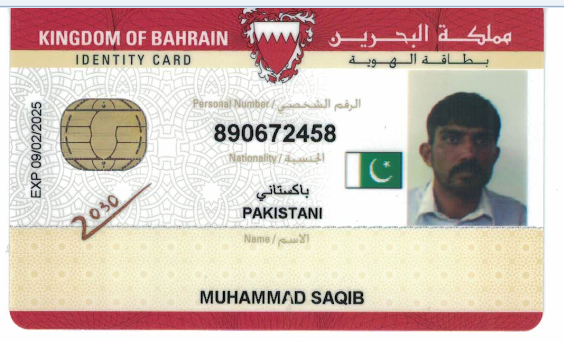 KINGDOM OF BAHRAIN مملكة البحرين
IDENTITY CARD بطاقة الهوية
Personal Number / الرقم الشخصي
890672458
Nationality / الجنسية
باكستاني
PAKISTANI
EXP 09/02/2025
2030
Name / الاسم
MUHAMMAD SAQIB